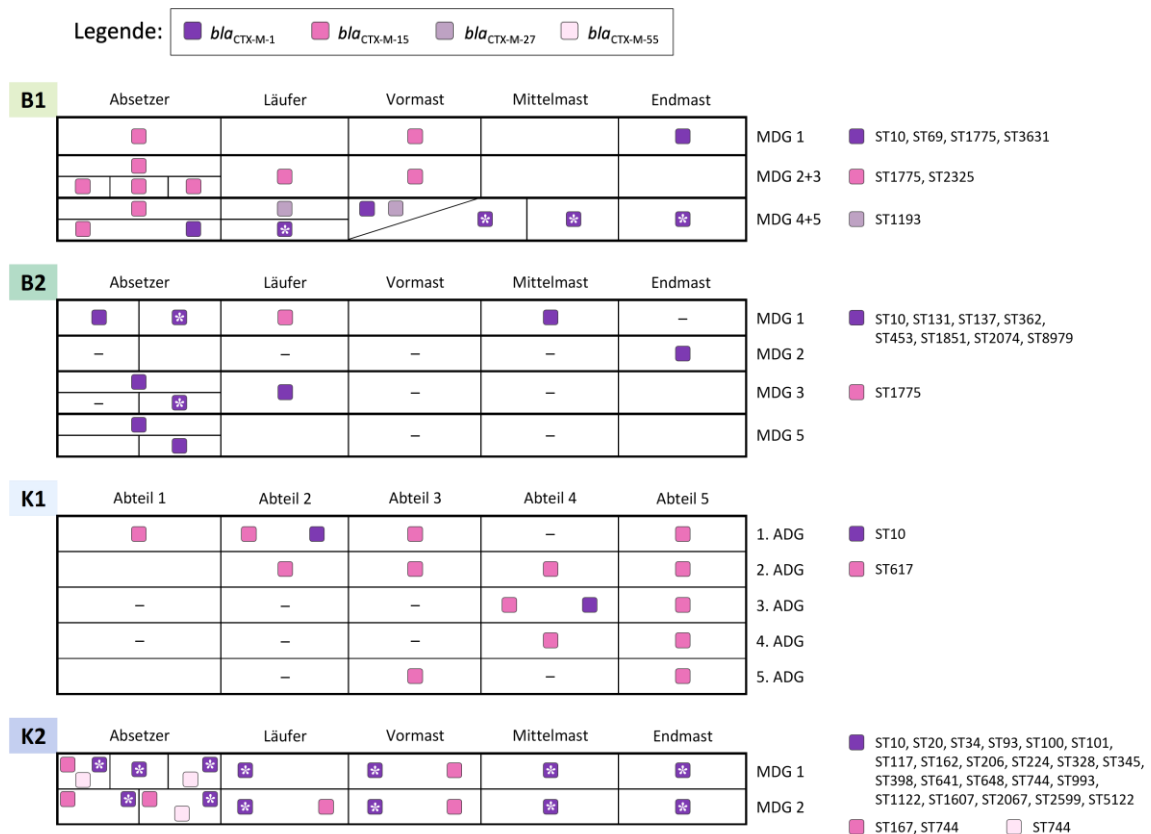 Legende: blaCTX-M-1 blaCTX-M-15 blaCTX-M-27 blaCTX-M-55
B1 Absetzer Läufer Vormast Mittelmast Endmast
MDG 1 ST10, ST69, ST1775, ST3631
MDG 2+3 ST1775, ST2325
* * * *
MDG 4+5 ST1193
B2 Absetzer Läufer Vormast Mittelmast Endmast
* – MDG 1 ST10, ST131, ST137, ST362,
ST453, ST1851, ST2074, ST8979
– – – – MDG 2
– * – – MDG 3 ST1775
– – MDG 5
K1 Abteil 1 Abteil 2 Abteil 3 Abteil 4 Abteil 5
– 1. ADG ST10
2. ADG ST617
– – – 3. ADG
– – – 4. ADG
– – 5. ADG
K2 Absetzer Läufer Vormast Mittelmast Endmast
* * * * * * * MDG 1
* * * * * * MDG 2
ST10, ST20, ST34, ST93, ST100, ST101,
ST117, ST162, ST206, ST224, ST328, ST345,
ST398, ST641, ST648, ST744, ST993,
ST1122, ST1607, ST2067, ST2599, ST5122
ST167, ST744 ST744